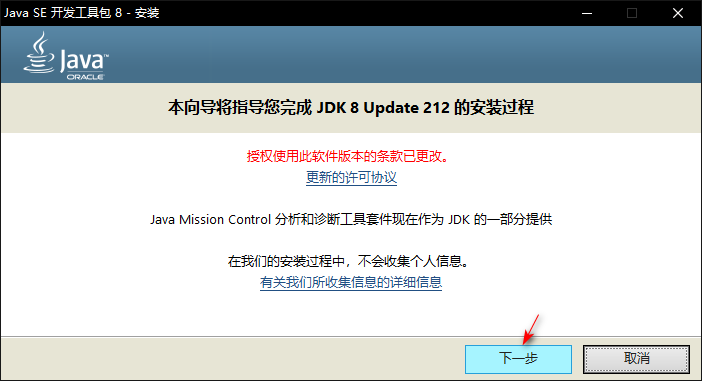 Java SE 开发工具包 8 - 安装
Java™
ORACLE
本向导将指导您完成 JDK 8 Update 212 的安装过程
授权使用此软件版本的条款已更改。
更新的许可协议
Java Mission Control 分析和诊断工具套件现在作为 JDK 的一部分提供
在我们的安装过程中，不会收集个人信息。
有关我们所收集信息的详细信息
下一步
取消